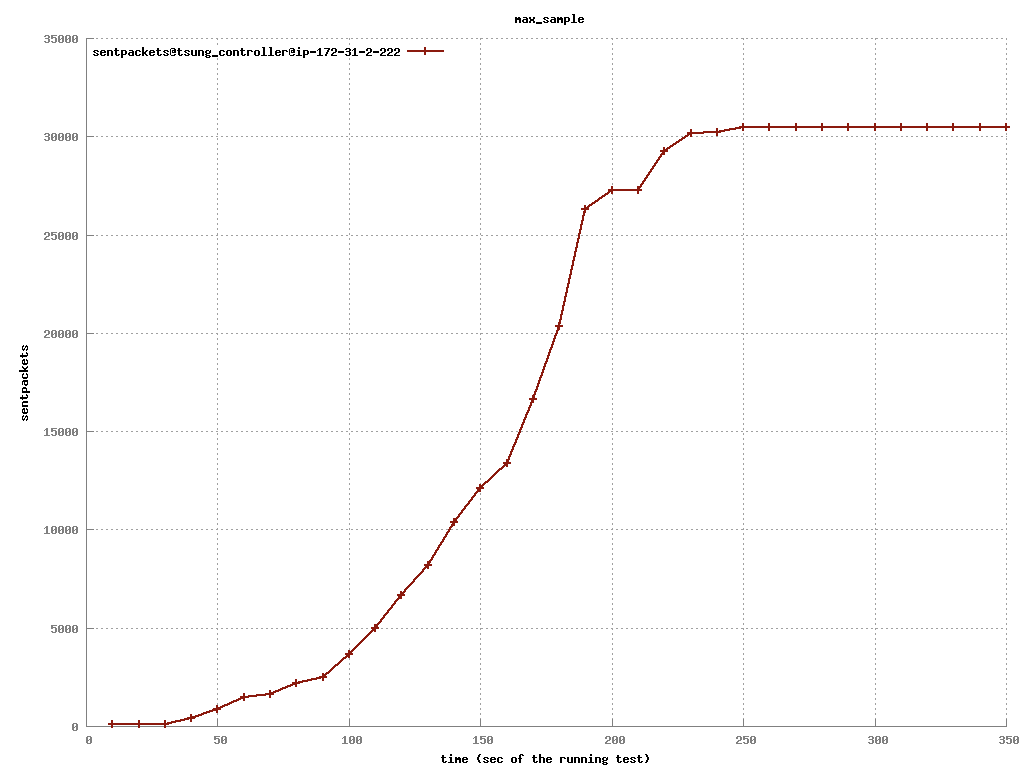 max_sample
35000
sentpackets@tsung_controller@ip-172-31-2-222
30000
25000
20000
sentpackets
15000
10000
5000
0
0 50 100 150 200 250 300 350
time (sec of the running test)